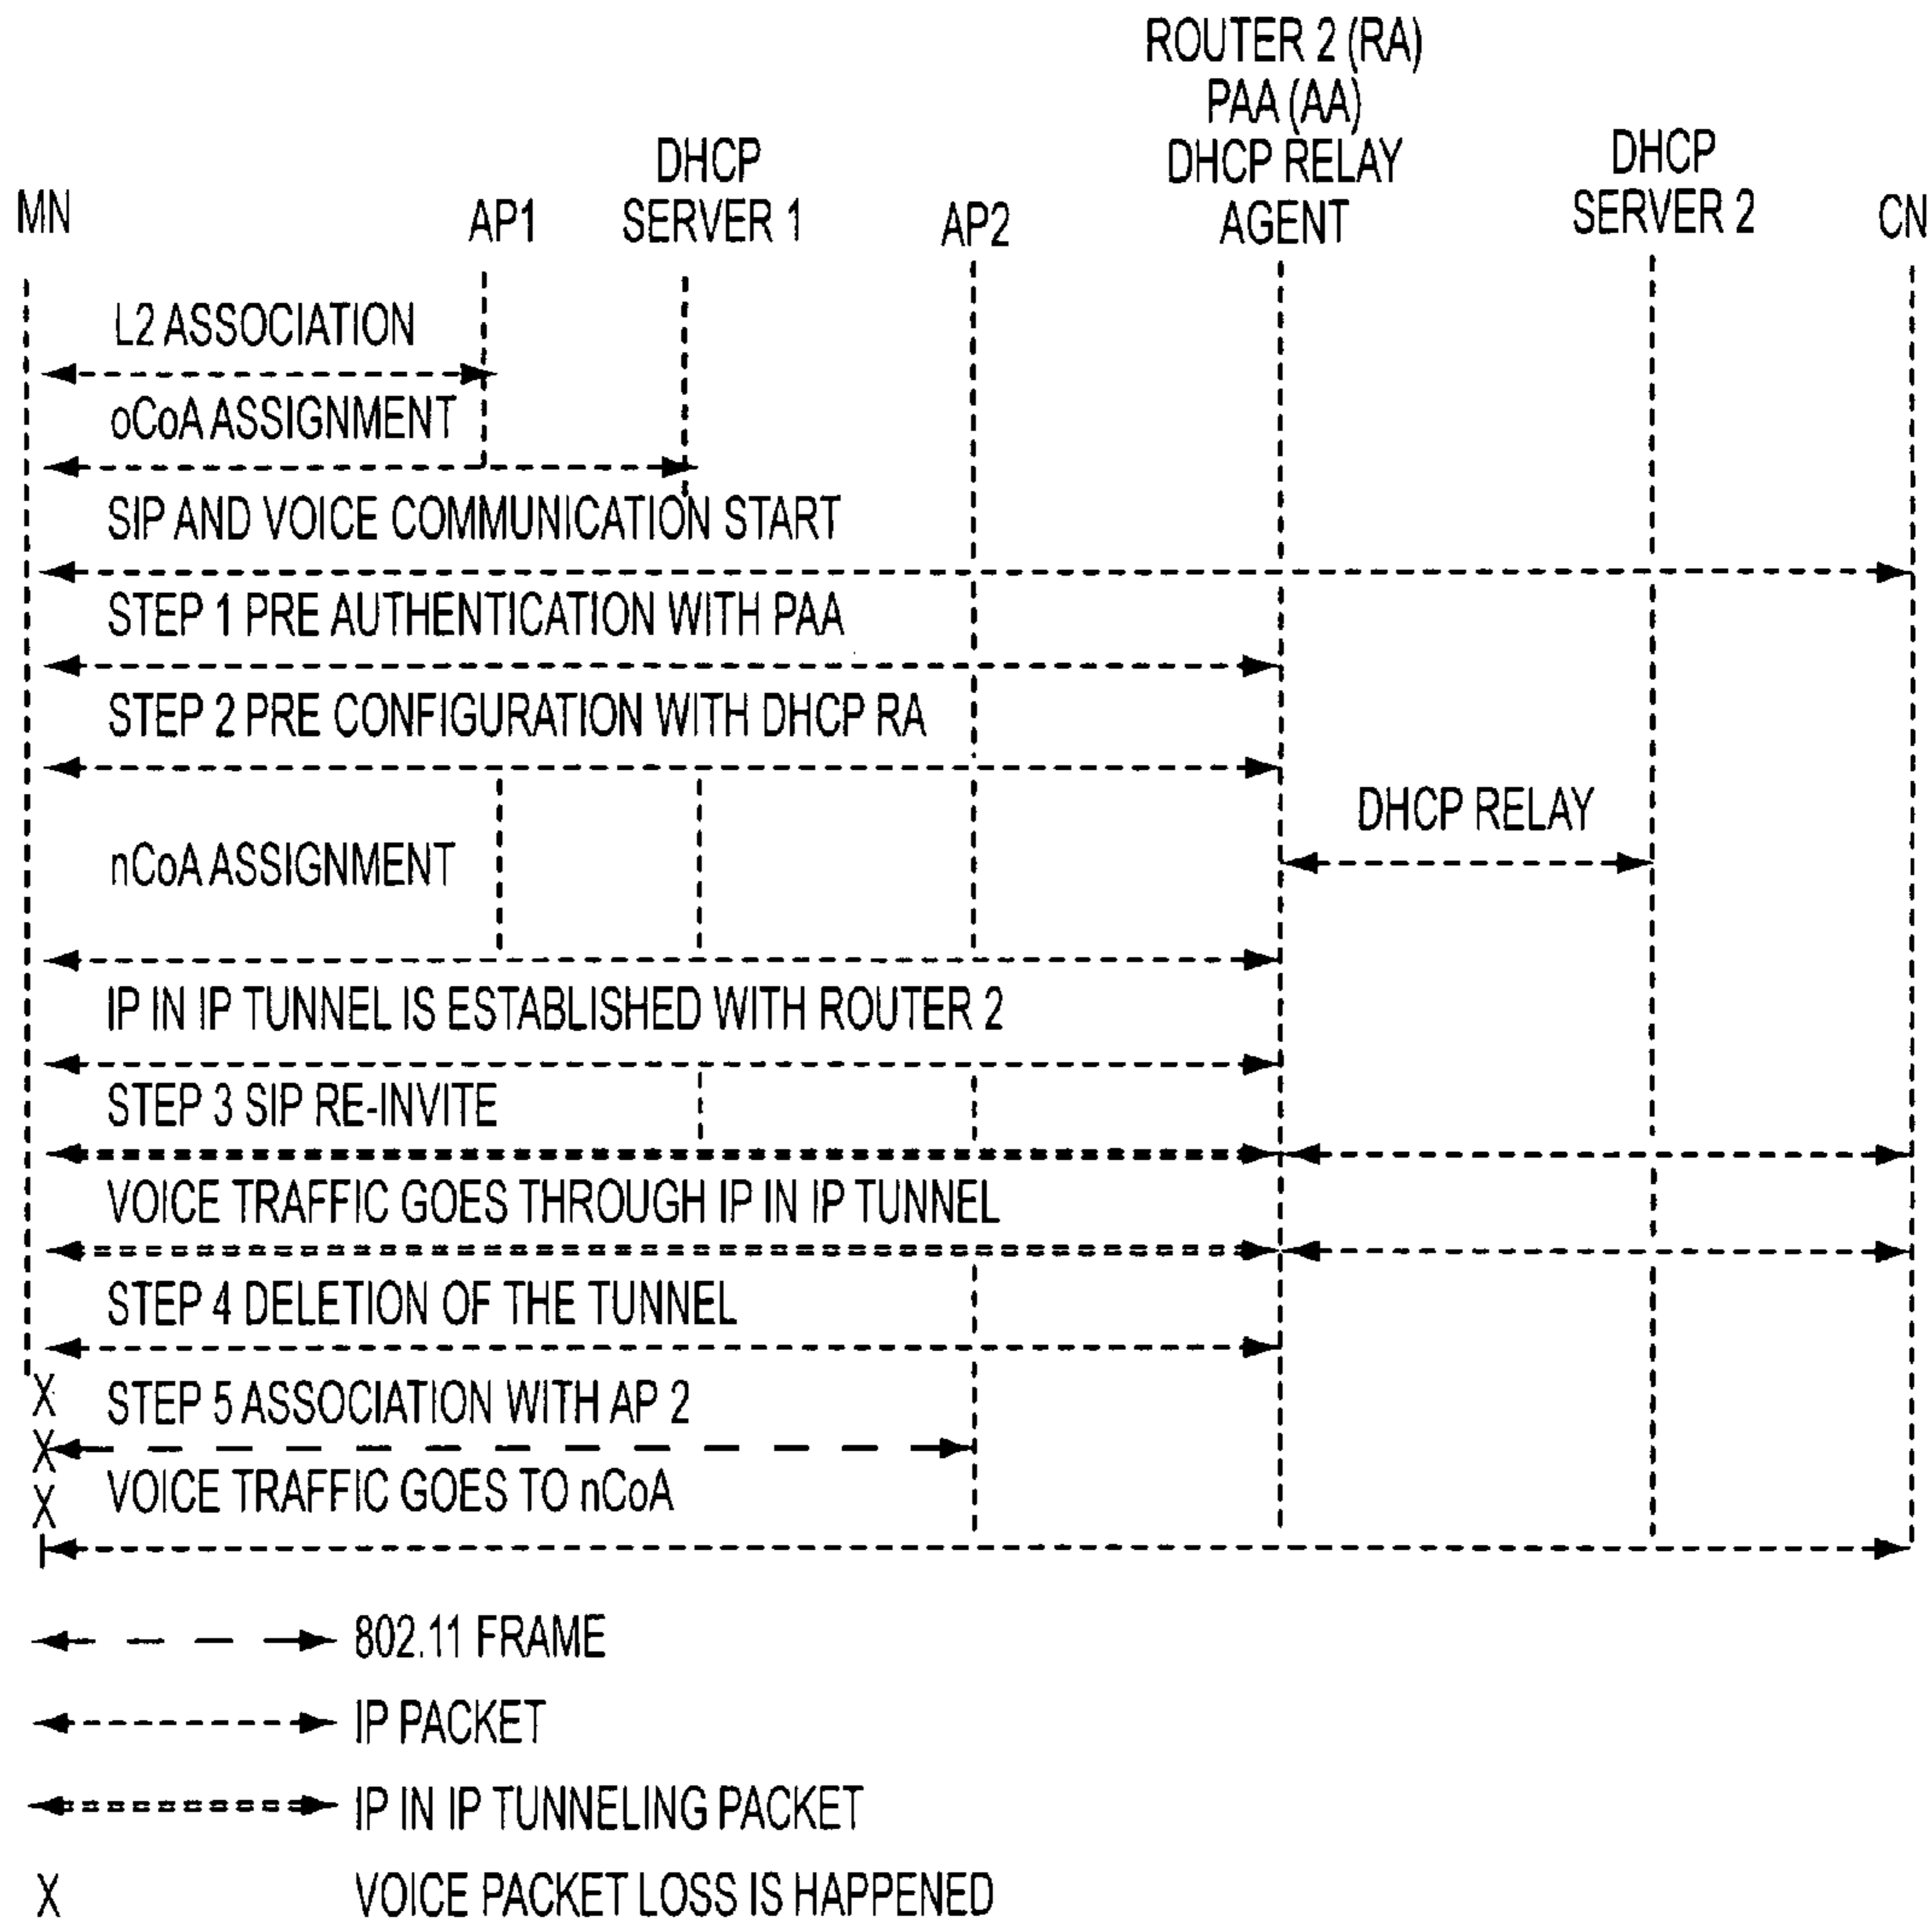 ROUTER 2 (RA)
PAA (AA)
DHCP RELAY
AGENT
MN
AP1
DHCP
SERVER 1
AP2
DHCP
SERVER 2
CN
L2 ASSOCIATION
oCoA ASSIGNMENT
SIP AND VOICE COMMUNICATION START
STEP 1 PRE AUTHENTICATION WITH PAA
STEP 2 PRE CONFIGURATION WITH DHCP RA
DHCP RELAY
nCoA ASSIGNMENT
IP IN IP TUNNEL IS ESTABLISHED WITH ROUTER 2
STEP 3 SIP RE-INVITE
VOICE TRAFFIC GOES THROUGH IP IN IP TUNNEL
STEP 4 DELETION OF THE TUNNEL
X STEP 5 ASSOCIATION WITH AP 2
X
X VOICE TRAFFIC GOES TO nCoA
802.11 FRAME
IP PACKET
IP IN IP TUNNELING PACKET
X VOICE PACKET LOSS IS HAPPENED